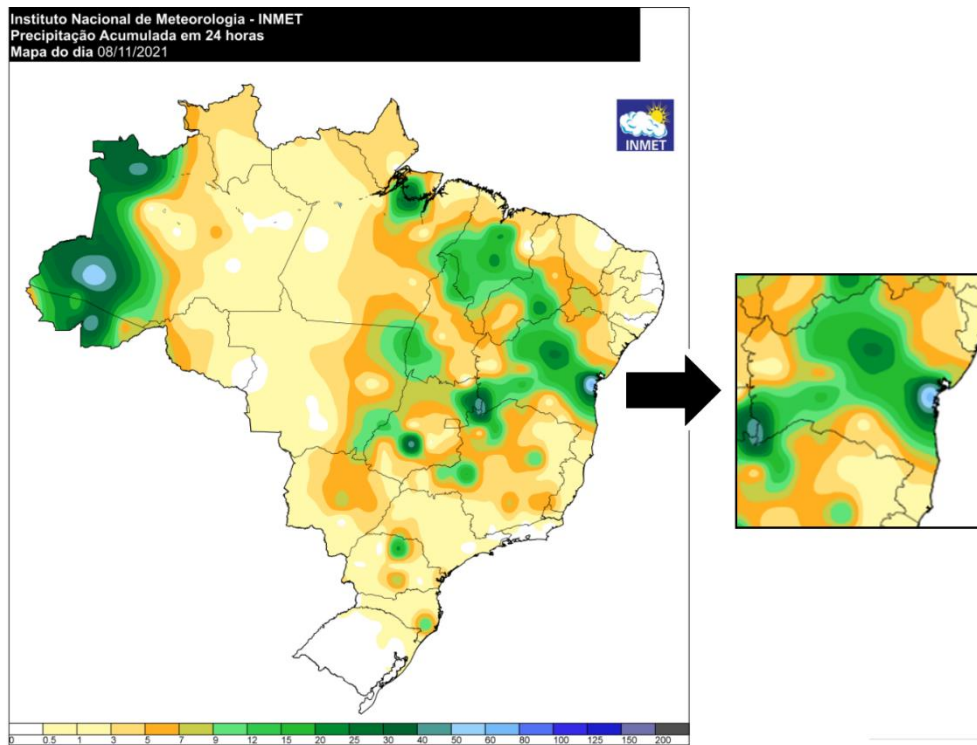 Instituto Nacional de Meteorologia - INMET
Precipitação Acumulada em 24 horas
Mapa do dia 08/11/2021
INMET
0 0.5 1 3 5 7 9 12 15 20 25 30 40 50 60 80 100 125 150 200